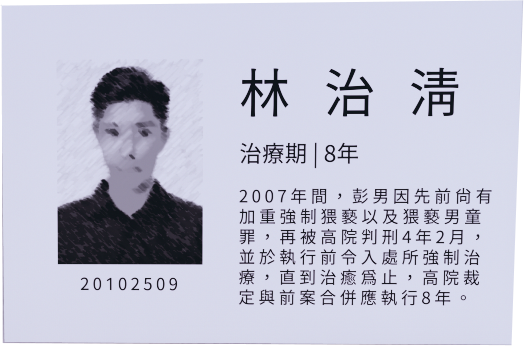 林治淸
治療期|8年
2007年間，彭男因先前尙有
加重強制猥褻以及猥褻男童
罪，再被高院判刑4年2月，
並於執行前令入處所強制治
療，直到治癒爲止，高院裁
定與前案合併應執行8年。
20102509